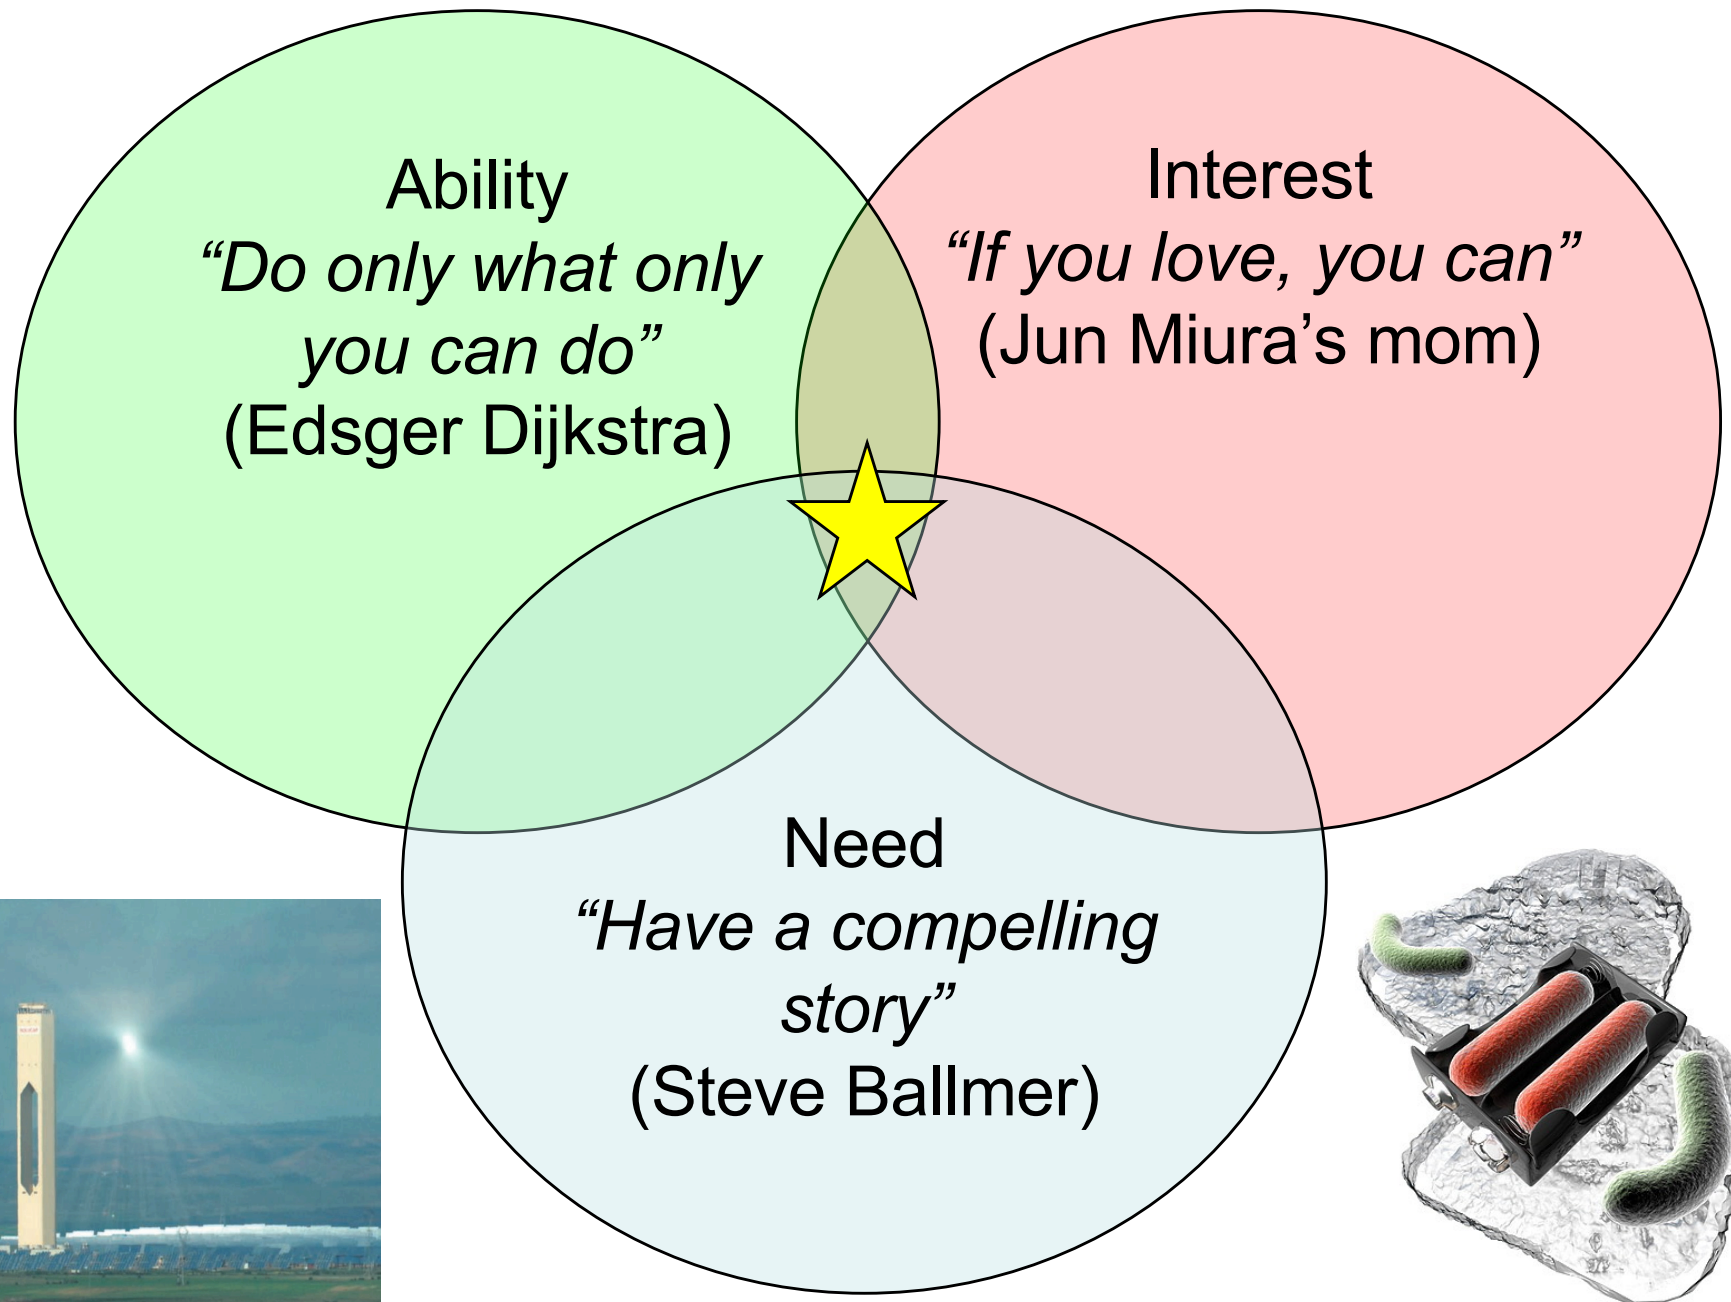 Ability
“Do only what only
you can do”
(Edsger Dijkstra)
Interest
“If you love, you can”
(Jun Miura’s mom)
Need
“Have a compelling
story”
(Steve Ballmer)